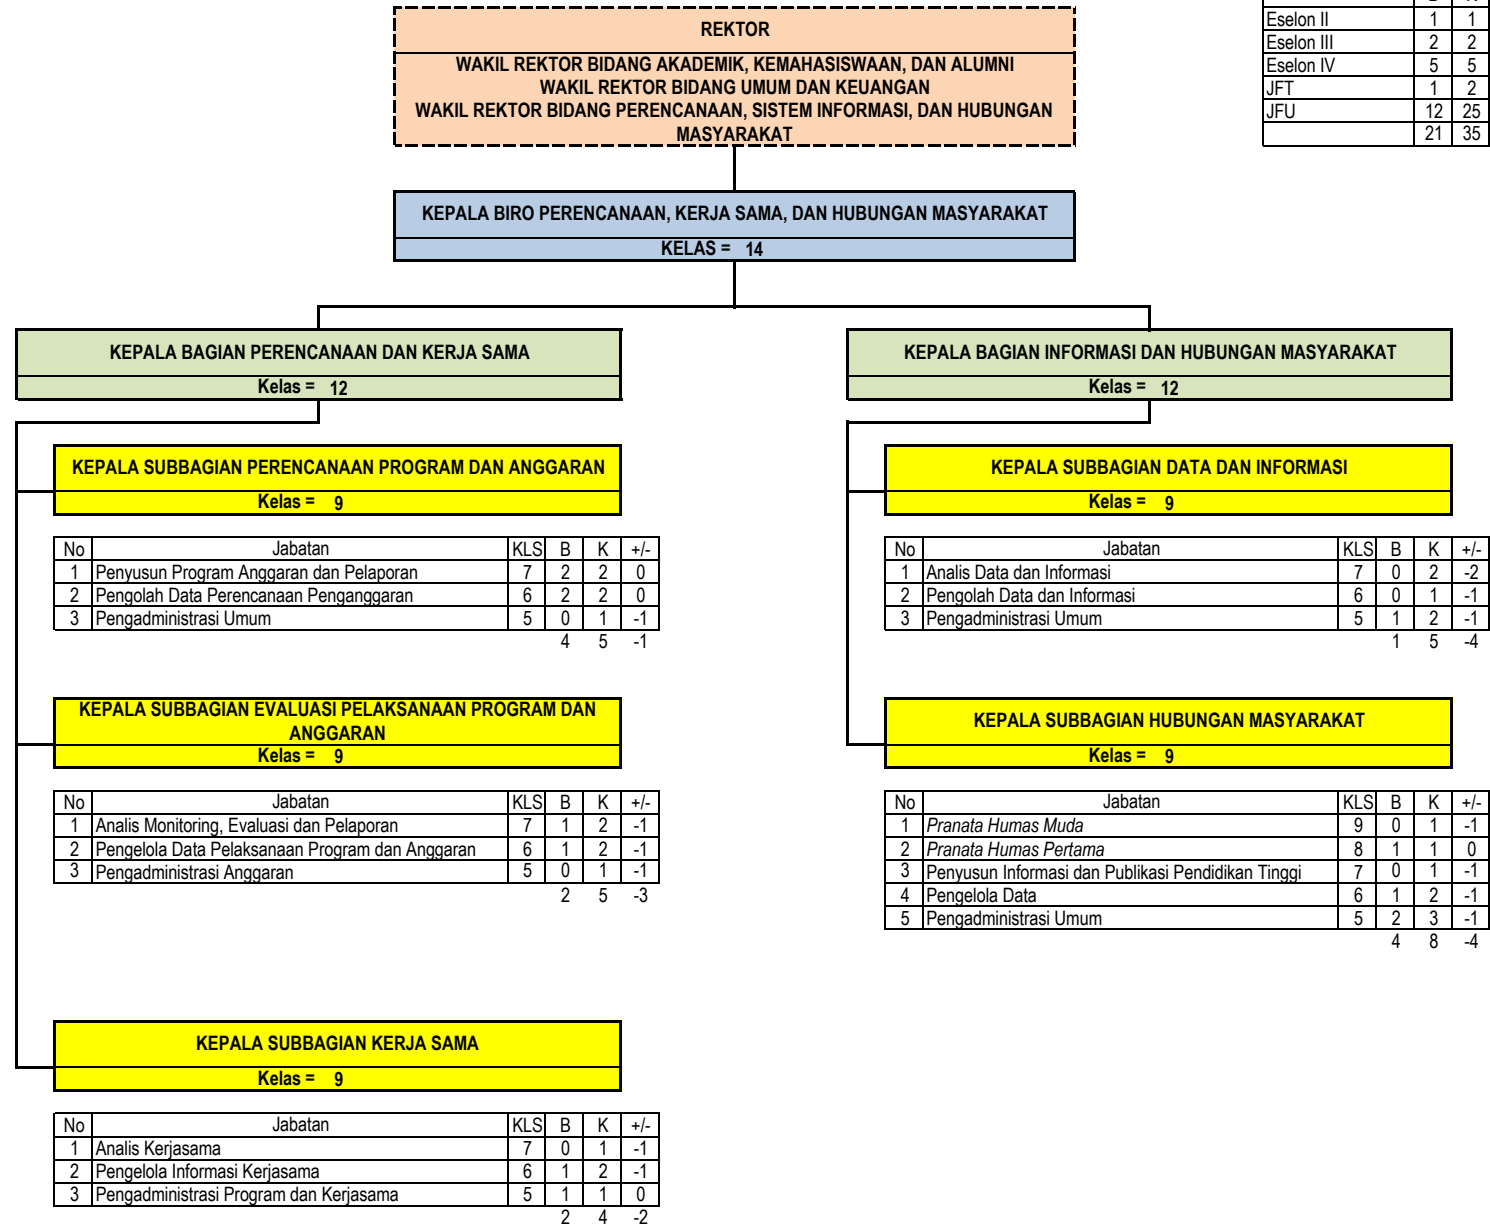 REKTOR
WAKIL REKTOR BIDANG AKADEMIK, KEMAHASISWAAN, DAN ALUMNI
WAKIL REKTOR BIDANG UMUM DAN KEUANGAN
WAKIL REKTOR BIDANG PERENCANAAN, SISTEM INFORMASI, DAN HUBUNGAN
MASYARAKAT
Eselon II 1 1
Eselon III 2 2
Eselon IV 5 5
JFT 1 2
JFU 12 25
21 35
KEPALA BIRO PERENCANAAN, KERJA SAMA, DAN HUBUNGAN MASYARAKAT
KELAS = 14
KEPALA BAGIAN PERENCANAAN DAN KERJA SAMA
Kelas = 12
KEPALA SUBBAGIAN PERENCANAAN PROGRAM DAN ANGGARAN
Kelas = 9
No Jabatan KLS B K +/-
1 Penyusun Program Anggaran dan Pelaporan 7 2 2 0
2 Pengolah Data Perencanaan Penganggaran 6 2 2 0
3 Pengadministrasi Umum 5 0 1 -1
4 5 -1
KEPALA SUBBAGIAN EVALUASI PELAKSANAAN PROGRAM DAN
ANGGARAN
Kelas = 9
No Jabatan KLS B K +/-
1 Analis Monitoring, Evaluasi dan Pelaporan 7 1 2 -1
2 Pengelola Data Pelaksanaan Program dan Anggaran 6 1 2 -1
3 Pengadministrasi Anggaran 5 0 1 -1
2 5 -3
KEPALA SUBBAGIAN KERJA SAMA
Kelas = 9
No Jabatan KLS B K +/-
1 Analis Kerjasama 7 0 1 -1
2 Pengelola Informasi Kerjasama 6 1 2 -1
3 Pengadministrasi Program dan Kerjasama 5 1 1 0
2 4 -2
KEPALA BAGIAN INFORMASI DAN HUBUNGAN MASYARAKAT
Kelas = 12
KEPALA SUBBAGIAN DATA DAN INFORMASI
Kelas = 9
No Jabatan KLS B K +/-
1 Analis Data dan Informasi 7 0 2 -2
2 Pengolah Data dan Informasi 6 0 1 -1
3 Pengadministrasi Umum 5 1 2 -1
1 5 -4
KEPALA SUBBAGIAN HUBUNGAN MASYARAKAT
Kelas = 9
No Jabatan KLS B K +/-
1 Pranata Humas Muda 9 0 1 -1
2 Pranata Humas Pertama 8 1 1 0
3 Penyusun Informasi dan Publikasi Pendidikan Tinggi 7 0 1 -1
4 Pengelola Data 6 1 2 -1
5 Pengadministrasi Umum 5 2 3 -1
4 8 -4